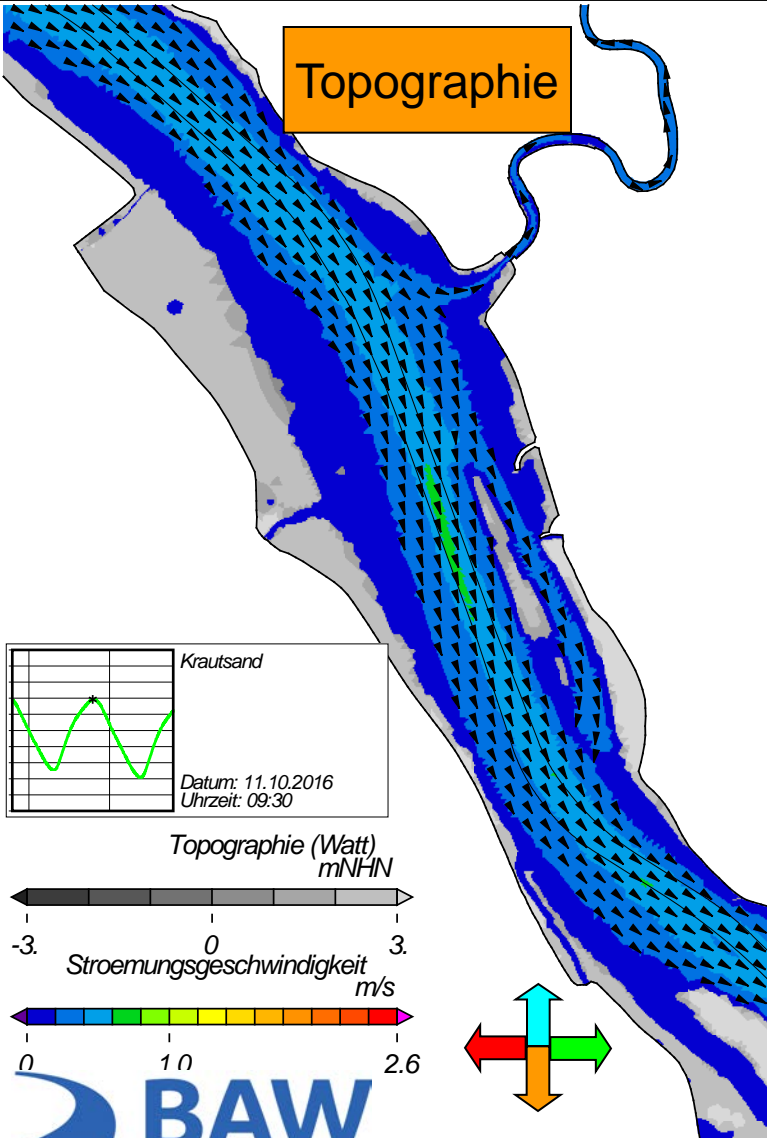 Topographie
Krautsand
Datum: 11.10.2016
Uhrzeit: 09:30
Topographie (Watt)
mNHN
-3. 0 3.
Stroemungsgeschwindigkeit
m/s
0 1.0 2.6
BAW